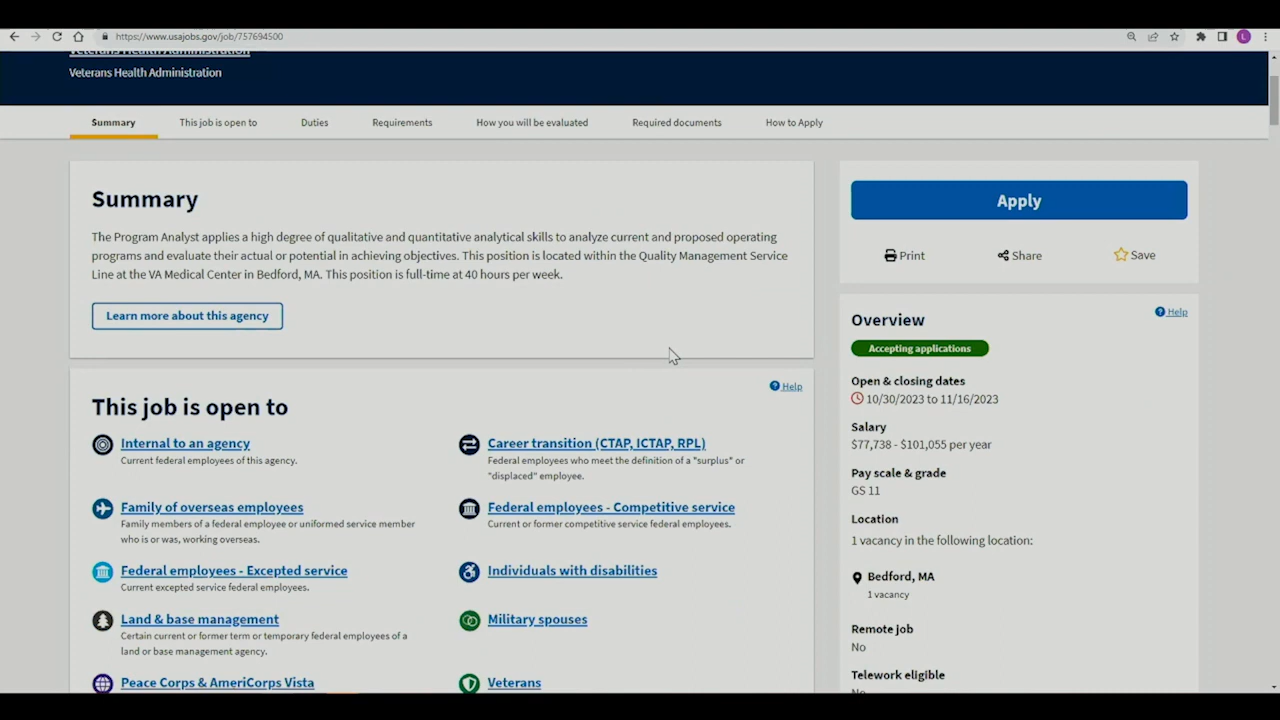 https://www.usajobs.gov/job/757694500
L
Veterans Health Administration
Veterans Health Administration
Summary
This job is open to
Duties
Requirements
How you will be evaluated
Required documents
How to Apply
Summary
The Program Analyst applies a high degree of qualitative and quantitative analytical skills to analyze current and proposed operating
programs and evaluate their actual or potential in achieving objectives. This position is located within the Quality Management Service
Line at the VA Medical Center in Bedford, MA. This position is full-time at 40 hours per week.
Learn more about this agency
Help
This job is open to
Internal to an agency
Current federal employees of this agency.
Career transition (CTAP, ICTAP, RPL)
Federal employees who meet the definition of a "surplus" or
"displaced" employee.
Family of overseas employees
Family members of a federal employee or uniformed service member
who is or was, working overseas.
Federal employees - Competitive service
Current or former competitive service federal employees.
Federal employees - Excepted service
Current excepted service federal employees.
Individuals with disabilities
Land & base management
Certain current or former term or temporary federal employees of a
land or base management agency.
Military spouses
Peace Corps & AmeriCorps Vista
Veterans
Apply
Print
Share
Save
Help
Overview
Accepting applications
Open & closing dates
10/30/2023 to 11/16/2023
Salary
$77,738 - $101,055 per year
Pay scale & grade
GS 11
Location
1 vacancy in the following location:
Bedford, MA
1 vacancy
Remote job
No
Telework eligible
No